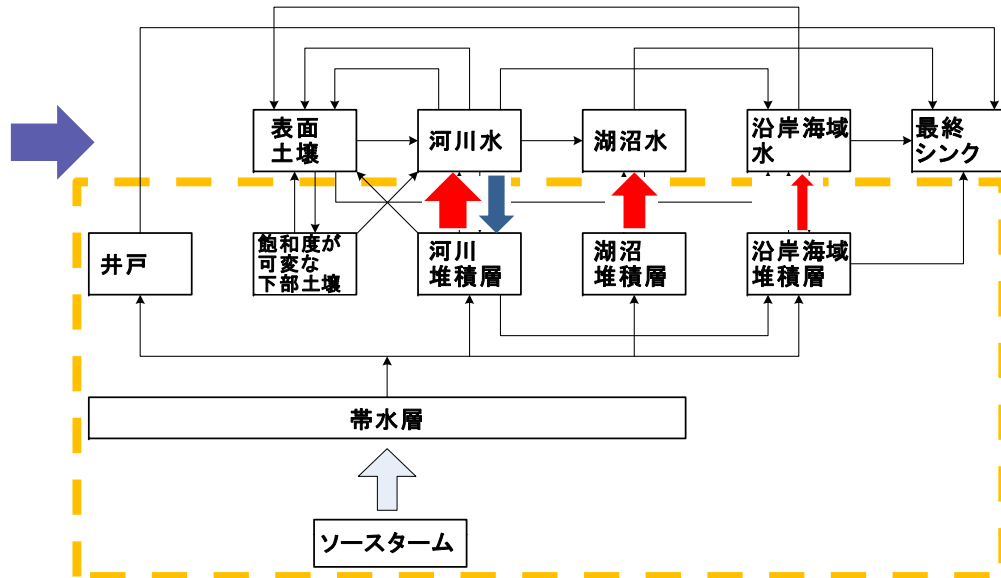 表面
土壌
河川水
湖沼水
沿岸海域
水
最終
シンク
井戸
飽和度が
可変な
下部土壌
河川
堆積層
湖沼
堆積層
沿岸海域
堆積層
帯水層
ソースターム